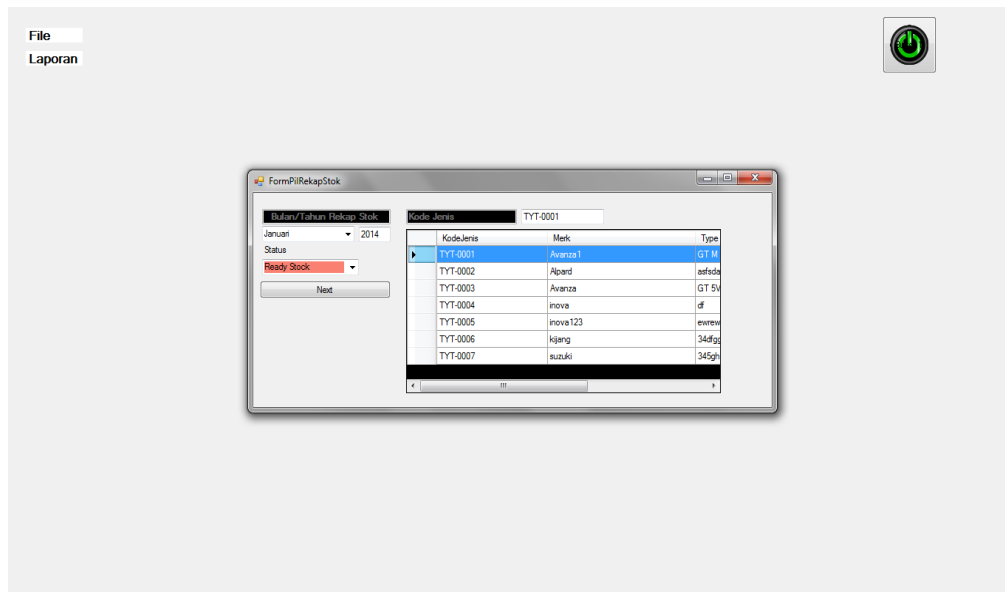 File
Laporan
FormPilRekapStok
Bulan/Tahun Rekap Stok
Januari 2014
Status
Ready Stock
Next
Kode Jenis TYT-0001
KodeJenis Merk Type
TYT-0001 Avanza1 GT M
TYT-0002 Alpard asfsda
TYT-0003 Avanza GT 5V
TYT-0004 inova df
TYT-0005 inova123 ewrew
TYT-0006 kijang 34dfgg
TYT-0007 suzuki 345gh